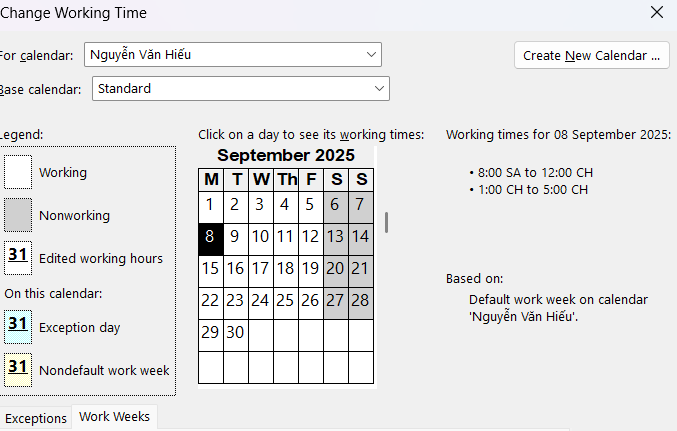 Change Working Time
For calendar: Nguyễn Văn Hiếu Create New Calendar ...
Base calendar: Standard
Legend:
Click on a day to see its working times:
Working times for 08 September 2025:
Working
Nonworking
31 Edited working hours
On this calendar:
31 Exception day
31 Nondefault work week
September 2025
M T W Th F S S
1 2 3 4 5 6 7
8 9 10 11 12 13 14
15 16 17 18 19 20 21
22 23 24 25 26 27 28
29 30
• 8:00 SA to 12:00 CH
• 1:00 CH to 5:00 CH
Based on:
Default work week on calendar
'Nguyễn Văn Hiếu'.
Exceptions Work Weeks